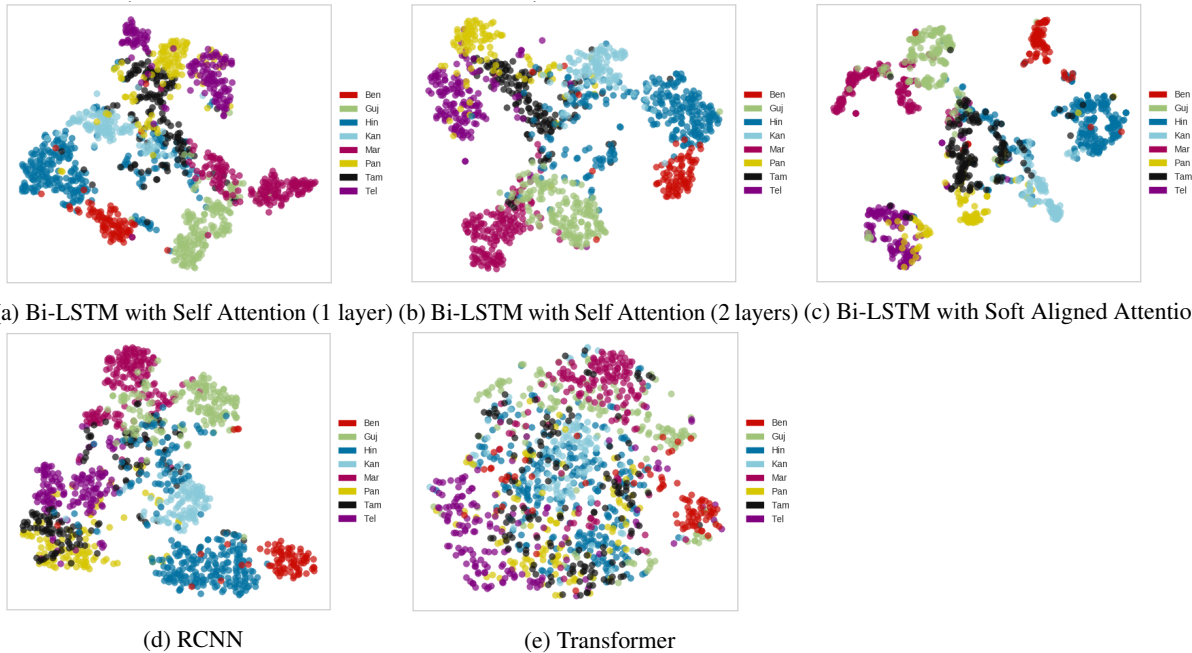 Ben
Guj
Hin
Kan
Mar
Pan
Tam
Tel
Ben
Guj
Hin
Kan
Mar
Pan
Tam
Tel
Ben
Guj
Hin
Kan
Mar
Pan
Tam
Tel
a) Bi-LSTM with Self Attention (1 layer) (b) Bi-LSTM with Self Attention (2 layers) (c) Bi-LSTM with Soft Aligned Attentio
Ben
Guj
Hin
Kan
Mar
Pan
Tam
Tel
Ben
Guj
Hin
Kan
Mar
Pan
Tam
Tel
(d) RCNN
(e) Transformer